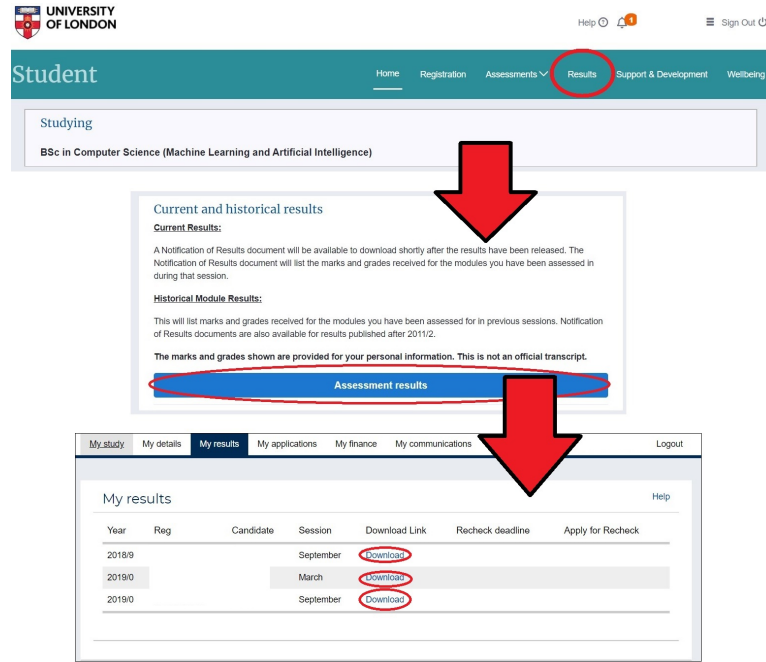 UNIVERSITY
OF LONDON
Help 1 Sign Out
Student Home Registration Assessments Results Support & Development Wellbeing
Studying
BSc in Computer Science (Machine Learning and Artificial Intelligence)
Current and historical results
Current Results:
A Notification of Results document will be available to download shortly after the results have been released. The
Notification of Results document will list the marks and grades received for the modules you have been assessed in
during that session.
Historical Module Results:
This will list marks and grades received for the modules you have been assessed for in previous sessions. Notification
of Results documents are also available for results published after 2011/2.
The marks and grades shown are provided for your personal information. This is not an official transcript.
Assessment results
My study My details My results My applications My finance My communications Logout
My results Help
Year Reg Candidate Session Download Link Recheck deadline Apply for Recheck
2018/9 September Download
2019/0 March Download
2019/0 September Download